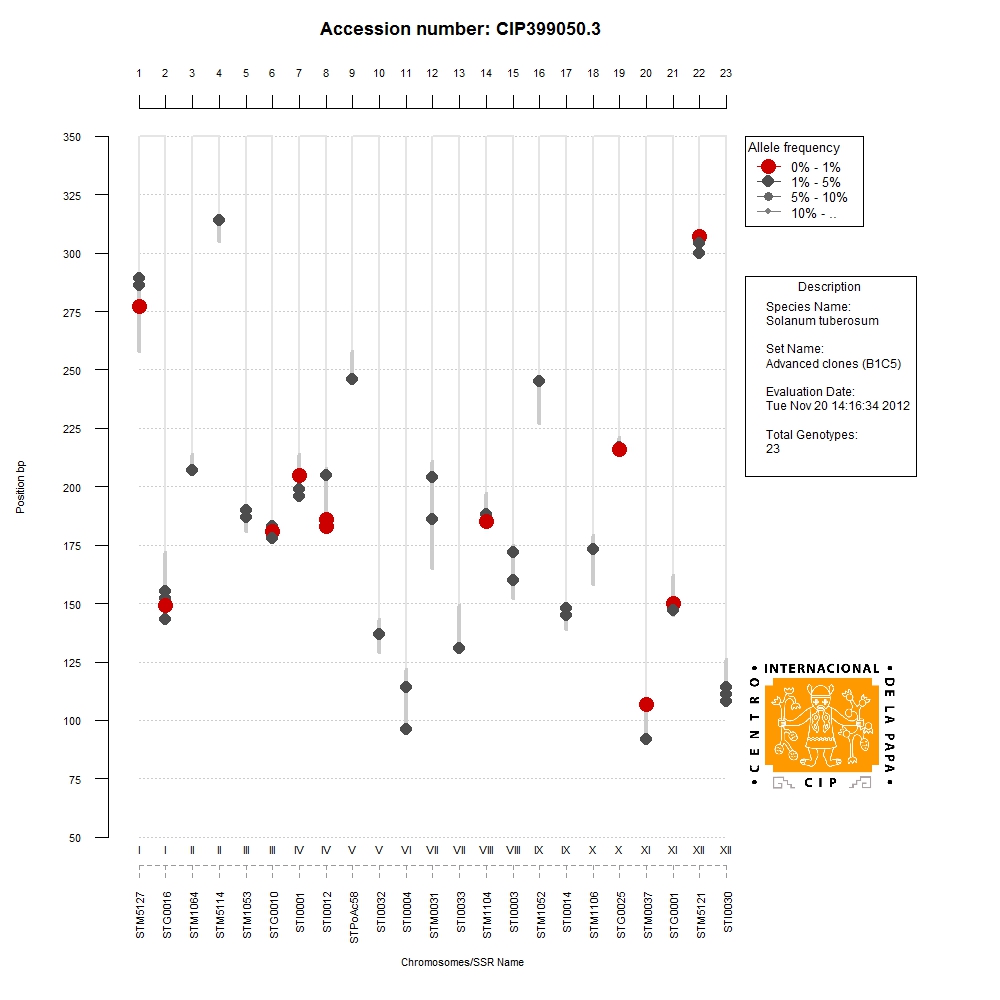 Accession number: CIP399050.3
1 2 3 4 5 6 7 8 9 10 11 12 13 14 15 16 17 18 19 20 21 22 23
350
325
300
275
250
225
200
175
150
125
100
75
50
Position bp
Allele frequency
0% - 1%
1% - 5%
5% - 10%
10% - ..
Description
Species Name:
Solanum tuberosum
Set Name:
Advanced clones (B1C5)
Evaluation Date:
Tue Nov 20 14:16:34 2012
Total Genotypes:
23
CENTRO
INTERNACIONAL
DE LA PAPA
CIP
I I II II III III IV IV V V VI VII VII VIII VIII IX IX X X XI XI XII XII
STM5127
STG0016
STM1064
STM5114
STM1053
STG0010
STI0001
STI0012
STPoAc58
STI0032
STI0004
STM0031
STI0033
STM1104
STI0003
STM1052
STI0014
STM1106
STG0025
STM0037
STG0001
STM5121
STI0030
Chromosomes/SSR Name